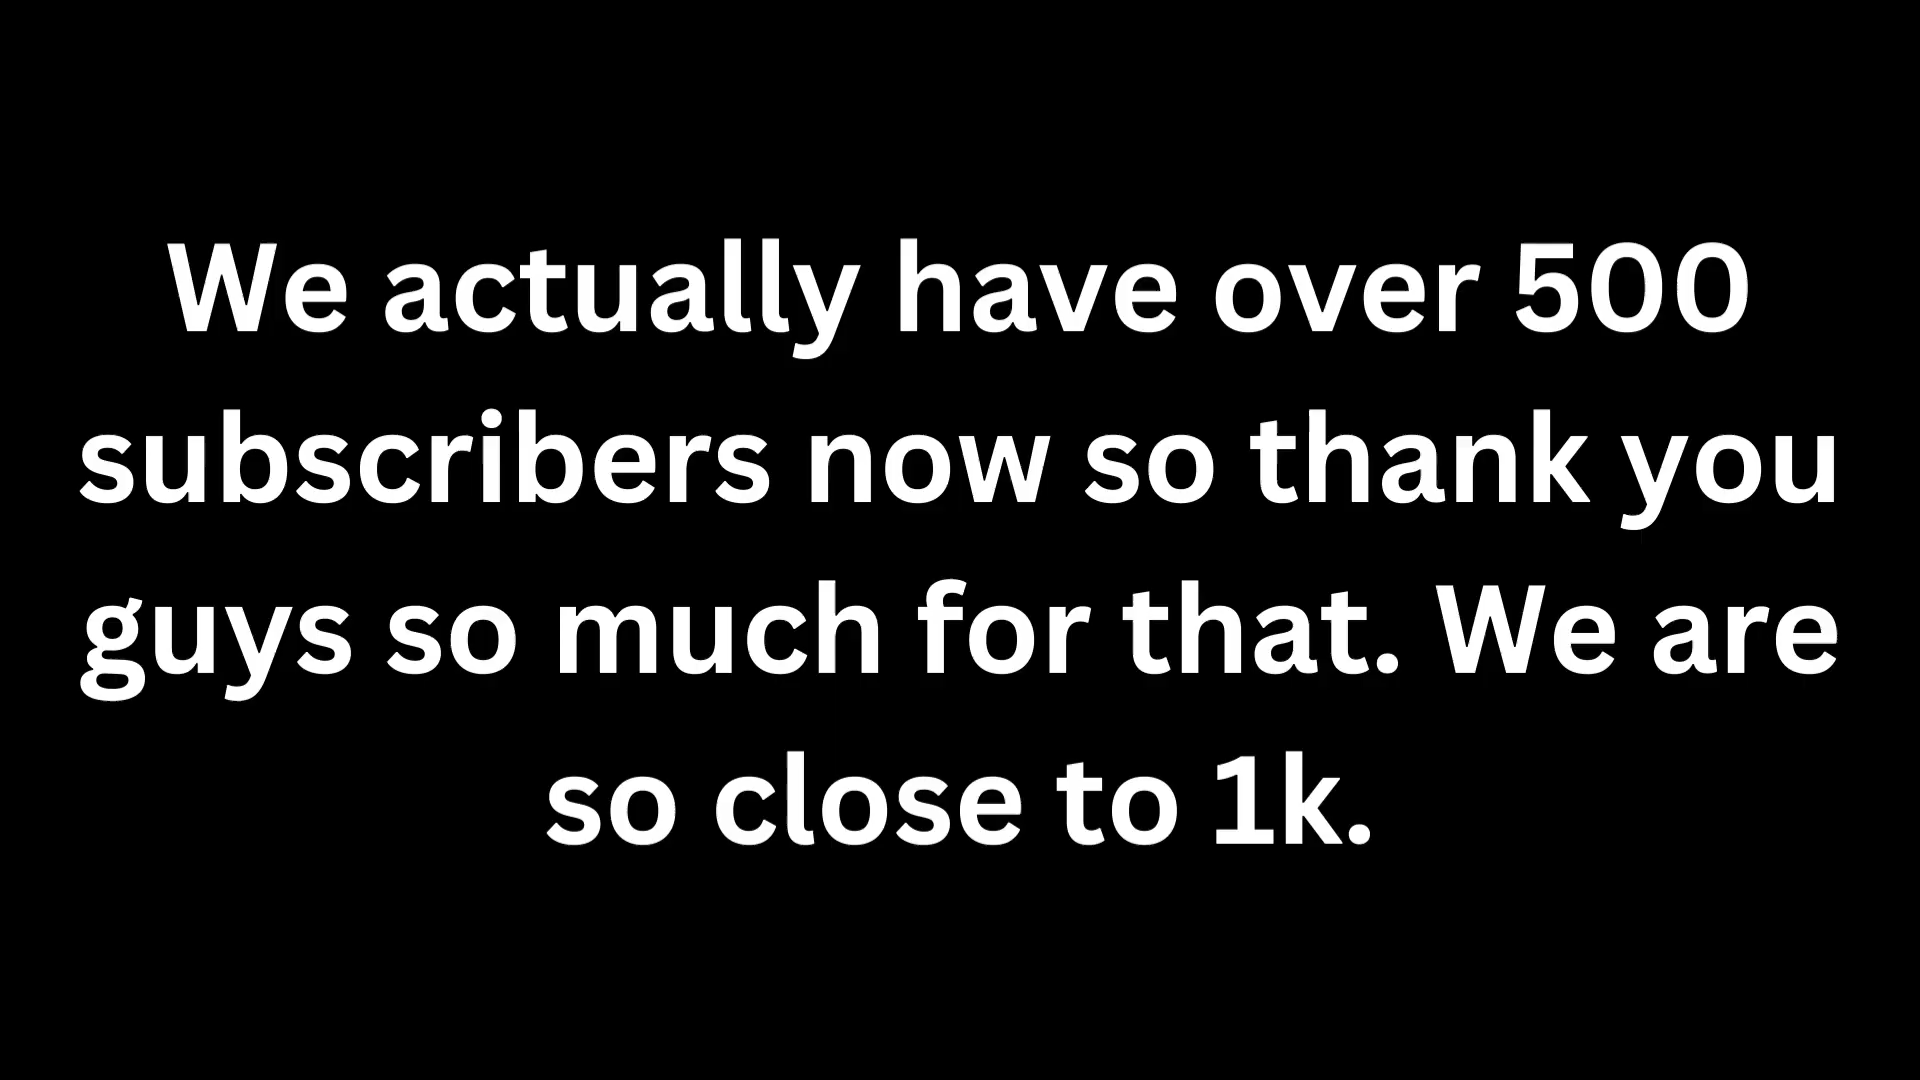 We actually have over 500
subscribers now so thank you
guys so much for that. We are
so close to 1k.